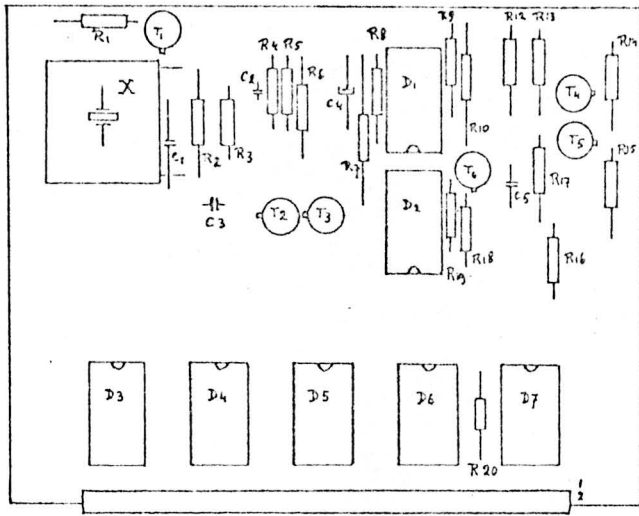 R1
T1
X
C1
R2
R3
C3
C2
R4
R5
R6
T2
T3
C4
R7
R8
D1
D2
R9
R10
T6
R19
R18
R12
R13
C5
R17
R16
T4
T5
R14
R15
D3
D4
D5
D6
R20
D7
1
2